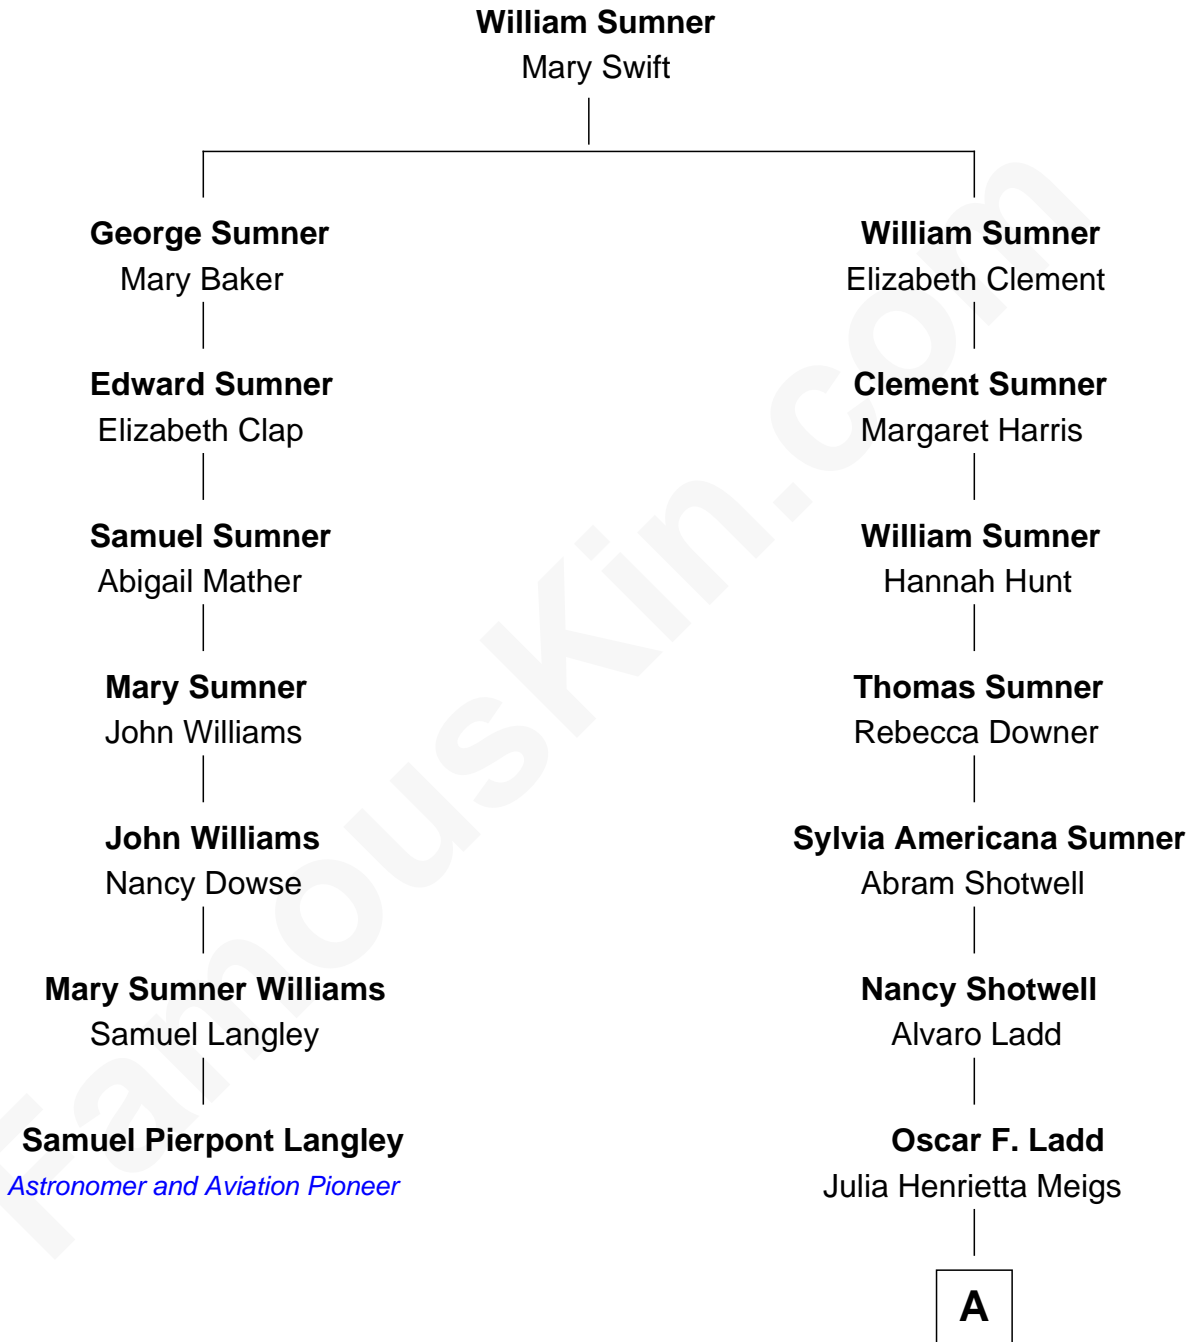 William Sumner
Mary Swift
George Sumner
Mary Baker
William Sumner
Elizabeth Clement
Edward Sumner
Elizabeth Clap
Clement Sumner
Margaret Harris
Samuel Sumner
Abigail Mather
William Sumner
Hannah Hunt
Mary Sumner
John Williams
Thomas Sumner
Rebecca Downer
John Williams
Nancy Dowse
Sylvia Americana Sumner
Abram Shotwell
Mary Sumner Williams
Samuel Langley
Nancy Shotwell
Alvaro Ladd
Samuel Pierpont Langley
Astronomer and Aviation Pioneer
Oscar F. Ladd
Julia Henrietta Meigs
A
FamousKin.com